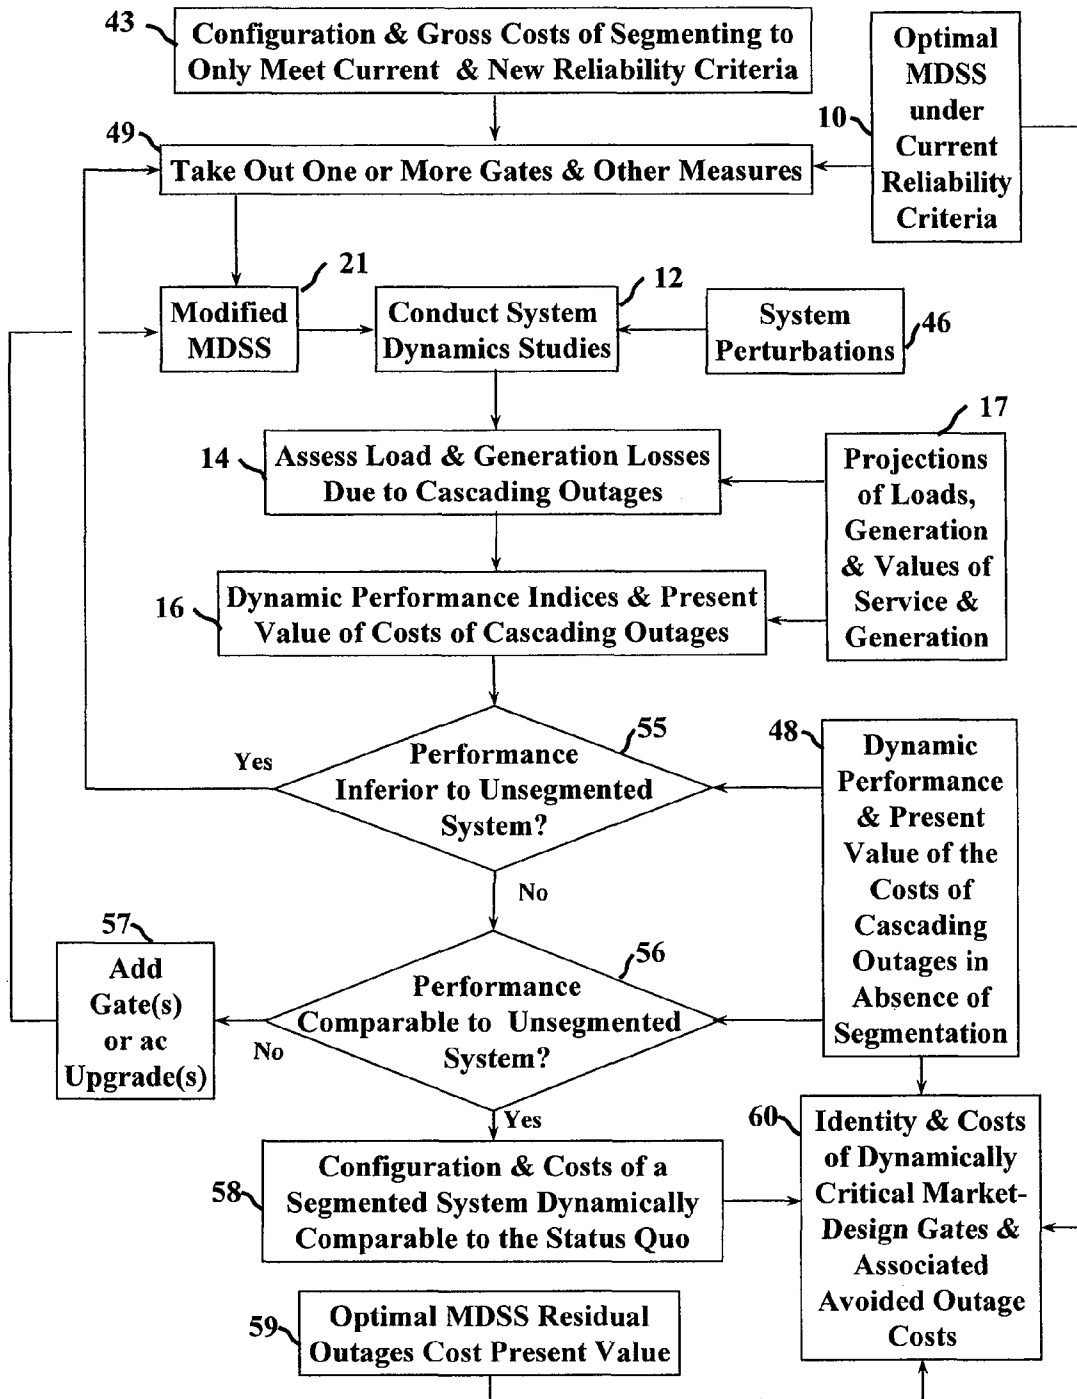 43
Configuration & Gross Costs of Segmenting to
Only Meet Current & New Reliability Criteria
10
Optimal
MDSS
under
Current
Reliability
Criteria
49
Take Out One or More Gates & Other Measures
21
Modified
MDSS
12
Conduct System
Dynamics Studies
System
Perturbations
46
14
Assess Load & Generation Losses
Due to Cascading Outages
17
Projections
of Loads,
Generation
& Values of
Service &
Generation
16
Dynamic Performance Indices & Present
Value of Costs of Cascading Outages
55
Yes
Performance
Inferior to Unsegmented
System?
No
48
Dynamic
Performance
& Present
Value of the
Costs of
Cascading
Outages in
Absence of
Segmentation
57
Add
Gate(s)
or ac
Upgrade(s)
56
Performance
Comparable to Unsegmented
System?
No
Yes
58
Configuration & Costs of a
Segmented System Dynamically
Comparable to the Status Quo
60
Identity & Costs
of Dynamically
Critical Market-
Design Gates &
Associated
Avoided Outage
Costs
59
Optimal MDSS Residual
Outages Cost Present Value